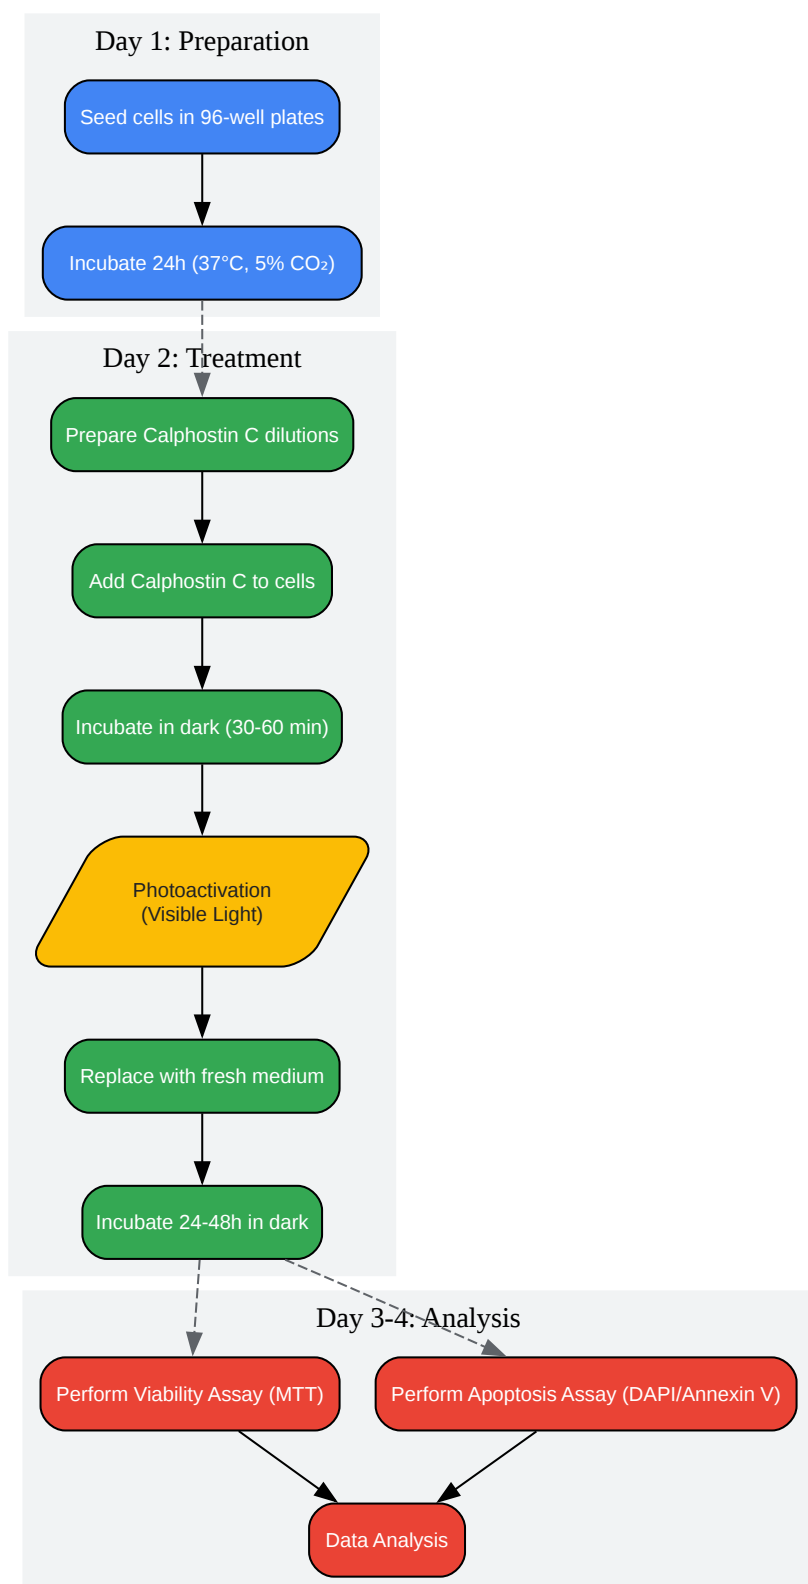 Day 1: Preparation
Seed cells in 96-well plates
Incubate 24h (37°C, 5% CO₂)
Day 2: Treatment
Prepare Calphostin C dilutions
Add Calphostin C to cells
Incubate in dark (30-60 min)
Photoactivation
(Visible Light)
Replace with fresh medium
Incubate 24-48h in dark
Day 3-4: Analysis
Perform Viability Assay (MTT)
Perform Apoptosis Assay (DAPI/Annexin V)
Data Analysis